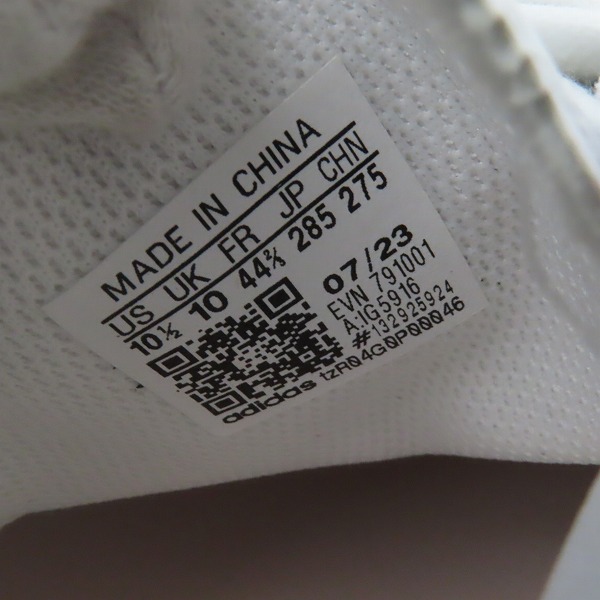 MADE IN CHINA
US UK FR JP CHN
10½ 10 44⅔ 285 275
07/23
EVN 791001
A:IG5916
#132925924
adidas tzR04G0P00046